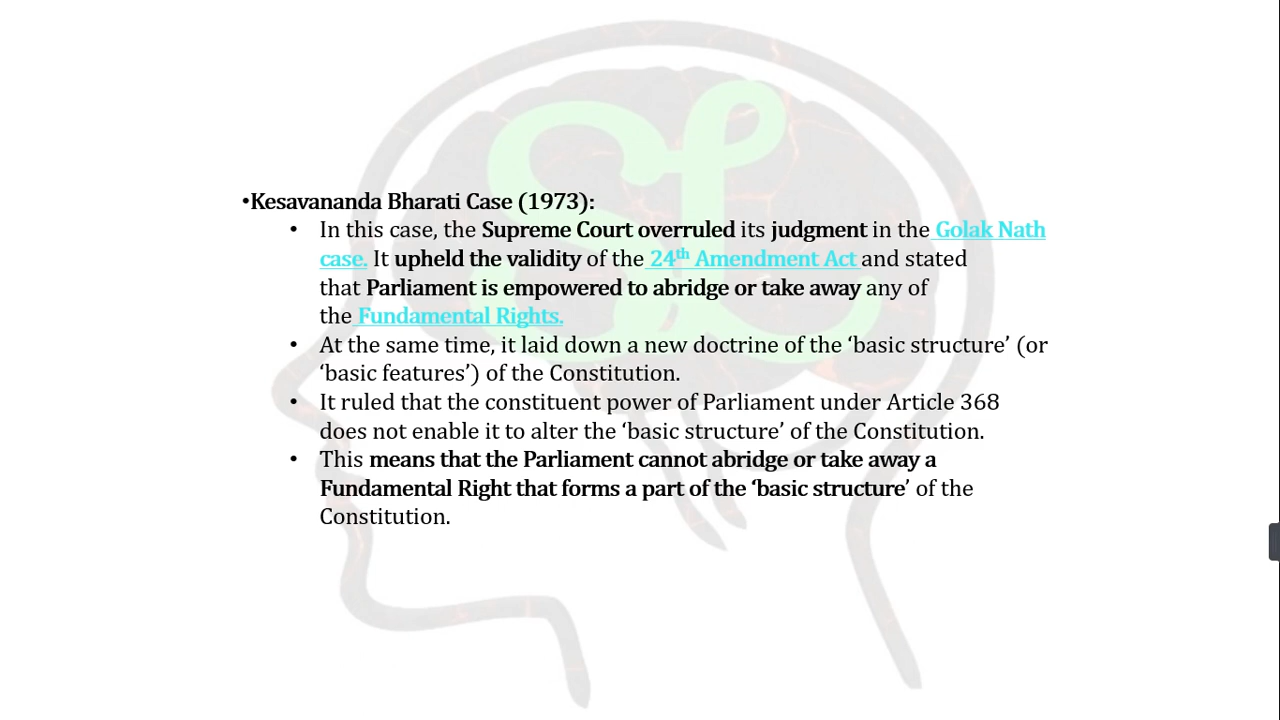 •Kesavananda Bharati Case (1973):
• In this case, the Supreme Court overruled its judgment in the Golak Nath
case. It upheld the validity of the 24th Amendment Act and stated
that Parliament is empowered to abridge or take away any of
the Fundamental Rights.
• At the same time, it laid down a new doctrine of the ‘basic structure’ (or
‘basic features’) of the Constitution.
• It ruled that the constituent power of Parliament under Article 368
does not enable it to alter the ‘basic structure’ of the Constitution.
• This means that the Parliament cannot abridge or take away a
Fundamental Right that forms a part of the ‘basic structure’ of the
Constitution.
SL